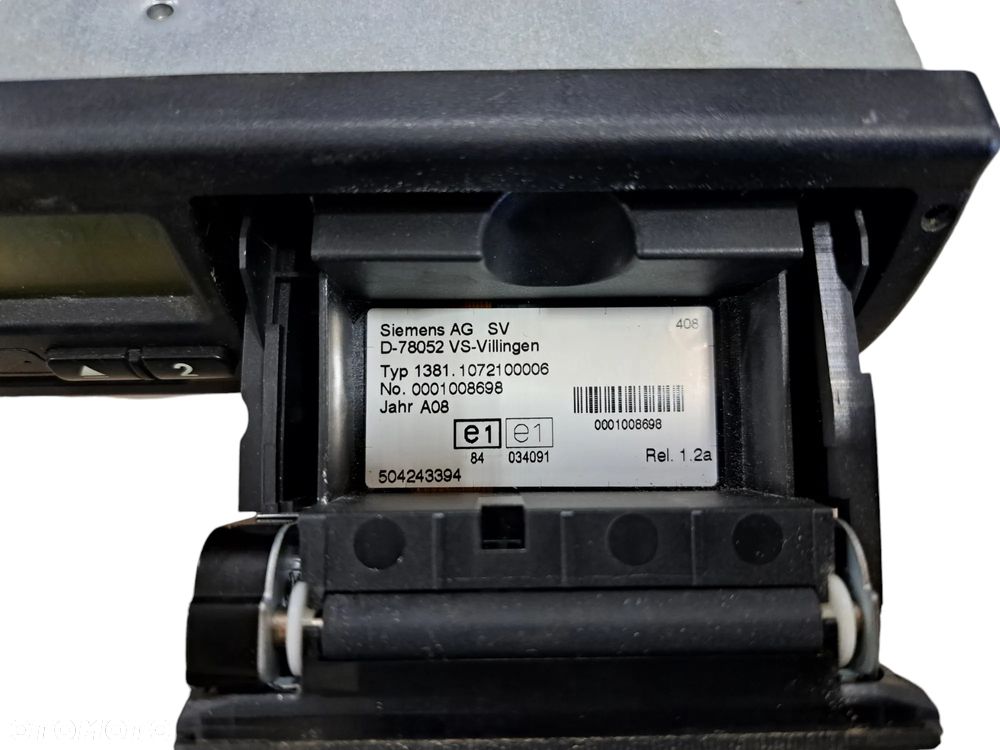 Siemens AG SV
408
D-78052 VS-Villingen
Typ 1381.1072100006
No. 0001008698
Jahr A08
0001008698
e1 e1
84 034091
Rel. 1.2a
504243394
2
OTOMOTO